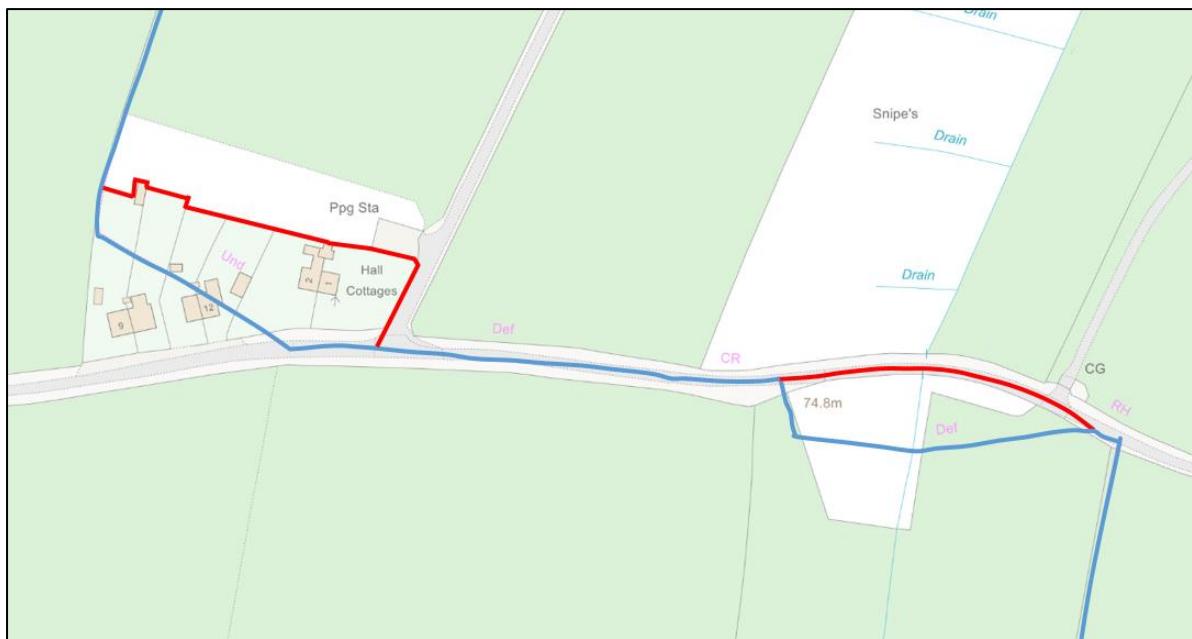 Drain
Snipe's
Drain
Ppg Sta
Und
Hall
Cottages
2
1
Drain
9
12
Def
CR
CG
74.8m
RH
Def